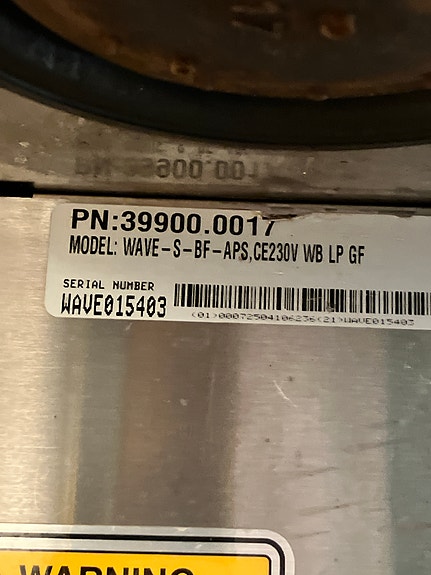 PN:39900.0017
MODEL: WAVE-S-BF-APS,CE230V WB LP GF
SERIAL NUMBER
WAVE015403
(01)00072504106236(21)WAVE015403
WARNING